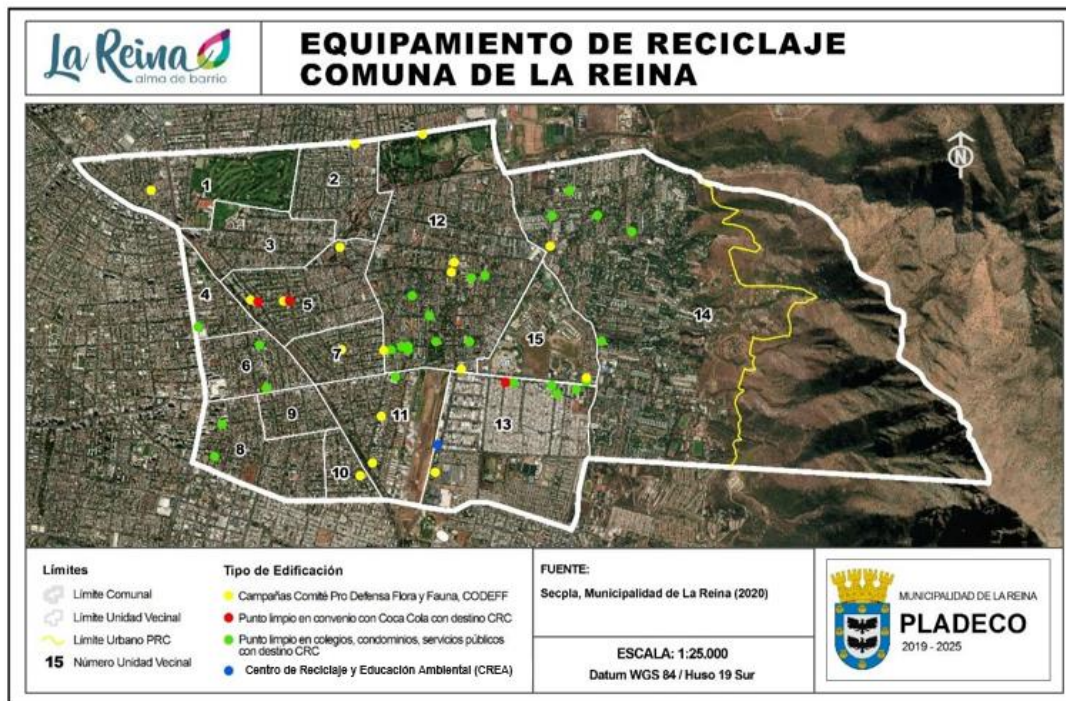 La Reina
alma de barrio
EQUIPAMIENTO DE RECICLAJE
COMUNA DE LA REINA
N
1
2
3
4
5
6
7
8
9
10
11
12
13
14
15
Límites
Límite Comunal
Límite Unidad Vecinal
Límite Urbano PRC
15 Número Unidad Vecinal
Tipo de Edificación
Campañas Comité Pro Defensa Flora y Fauna, CODEFF
Punto limpio en convenio con Coca Cola con destino CRC
Punto limpio en colegios, condominios, servicios públicos
con destino CRC
Centro de Reciclaje y Educación Ambiental (CREA)
FUENTE:
Secpla, Municipalidad de La Reina (2020)
ESCALA: 1:25.000
Datum WGS 84 / Huso 19 Sur
MUNICIPALIDAD DE LA REINA
PLADECO
2019 - 2025